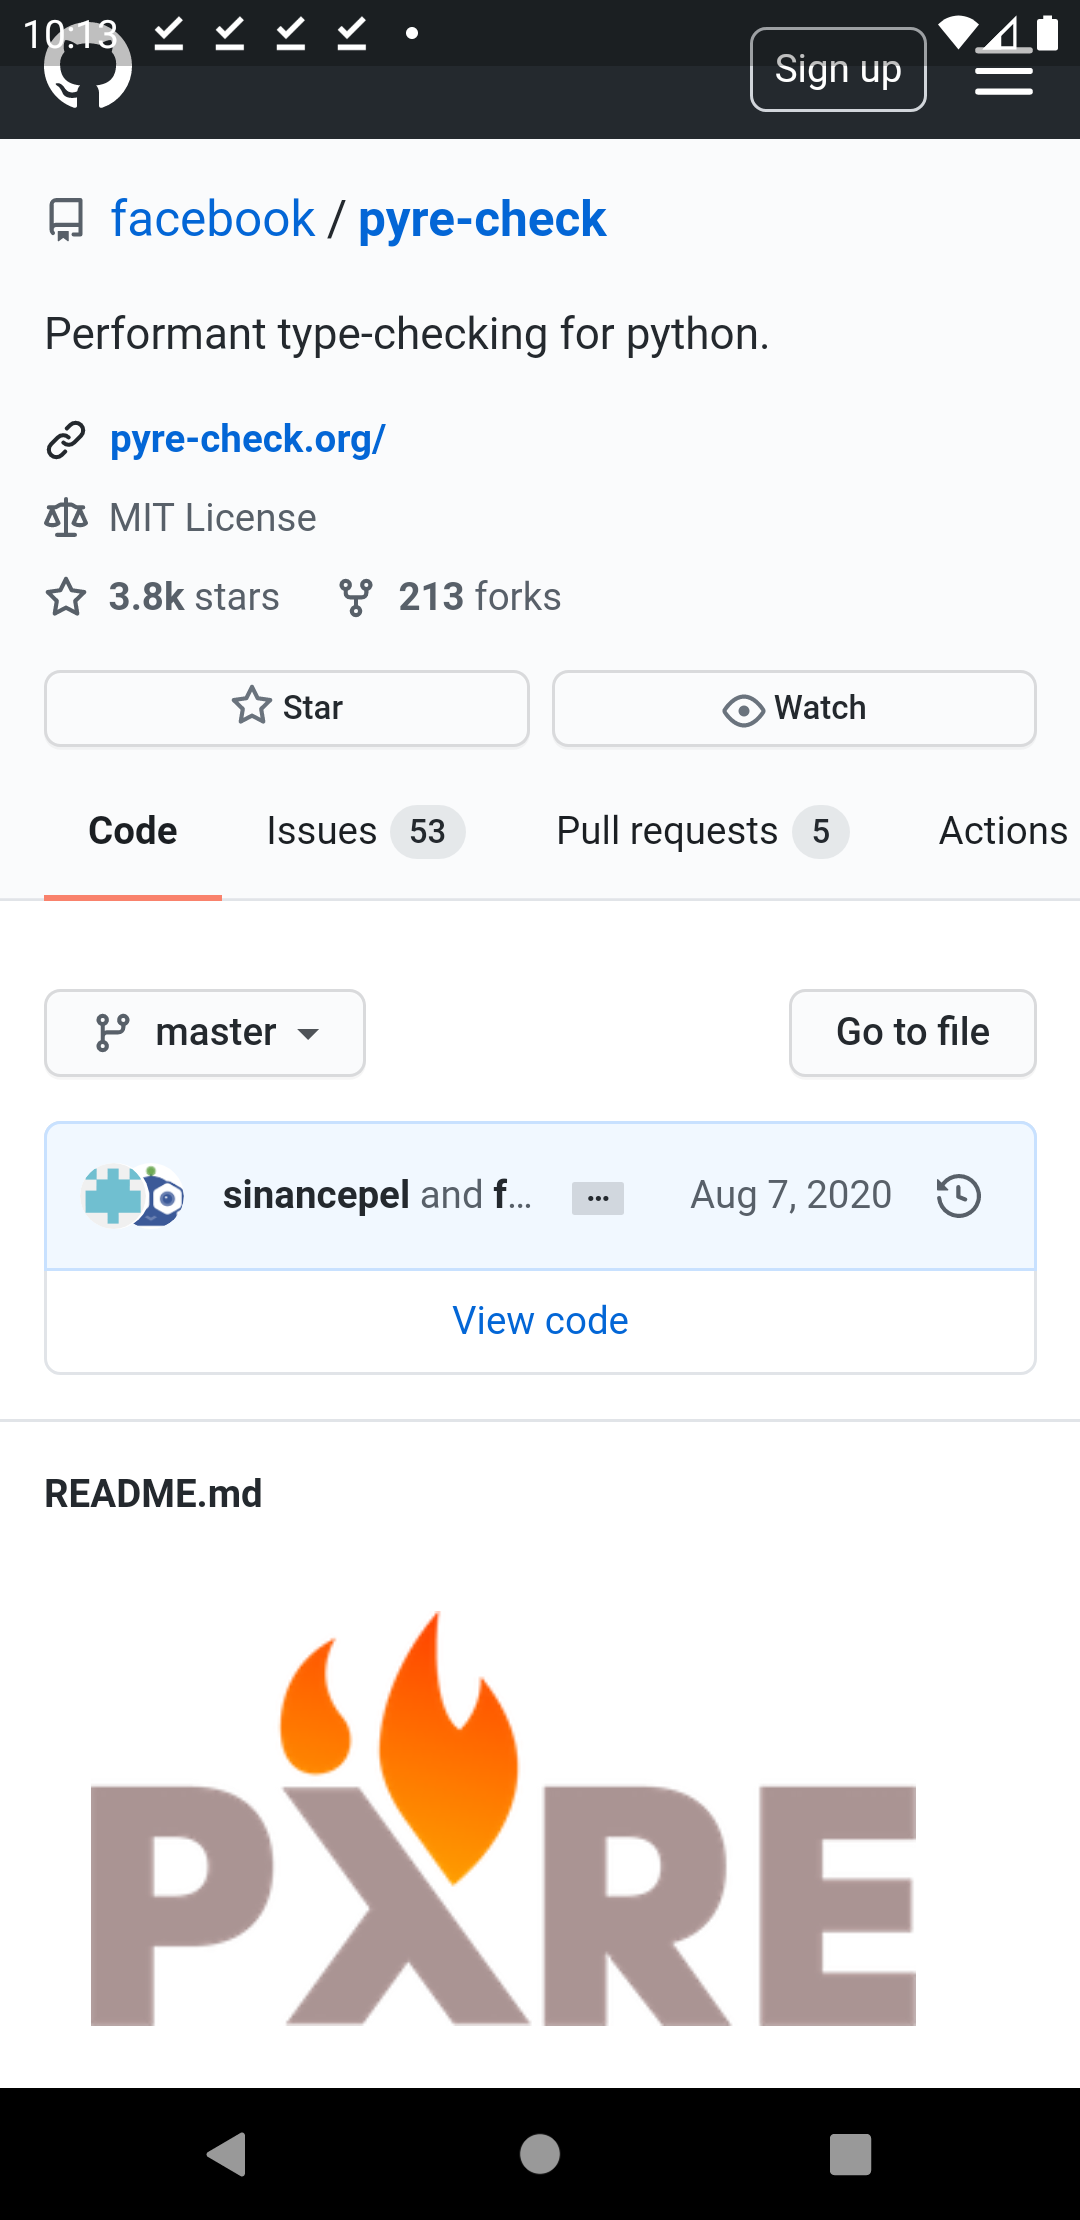 10:13
Sign up
facebook / pyre-check
Performant type-checking for python.
pyre-check.org/
MIT License
3.8k stars 213 forks
Star Watch
Code Issues 53 Pull requests 5 Actions
master Go to file
sinancepel and f… … Aug 7, 2020
View code
README.md
PYRE